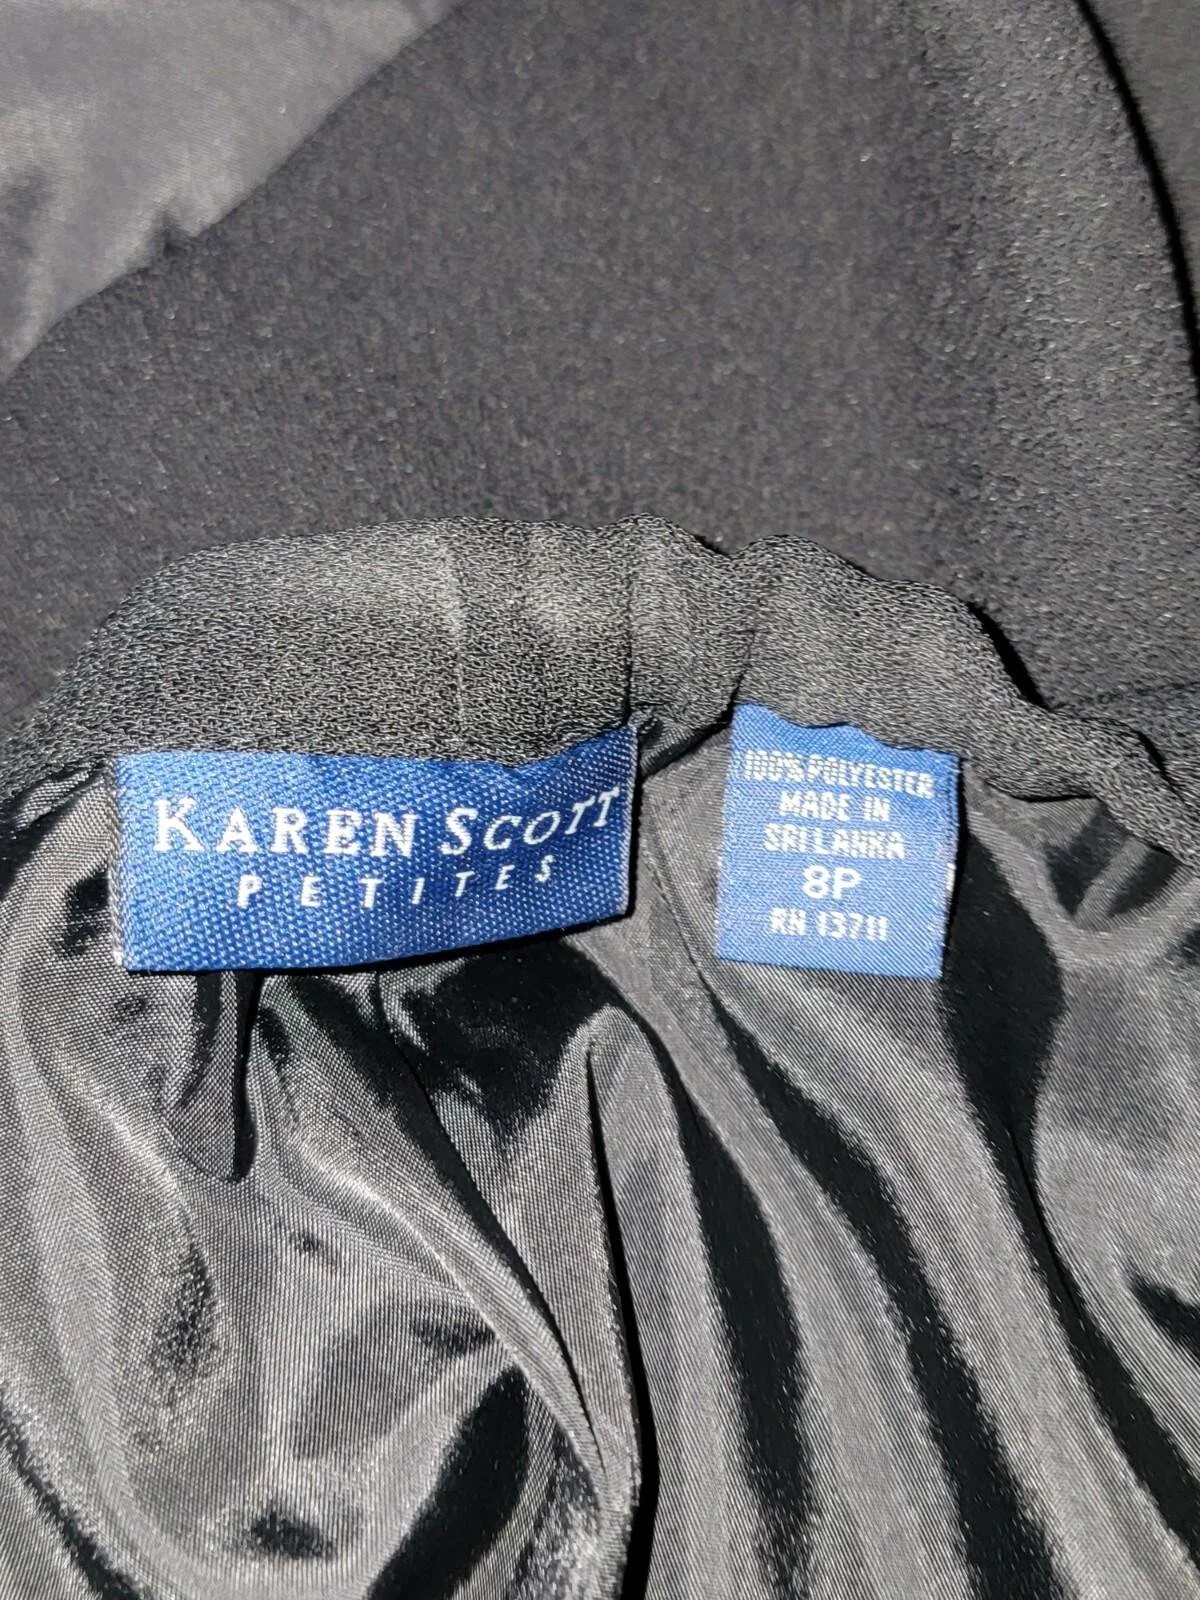 KAREN SCOTT
PETITES
100% POLYESTER
MADE IN
SRI LANKA
8P
RN 13711